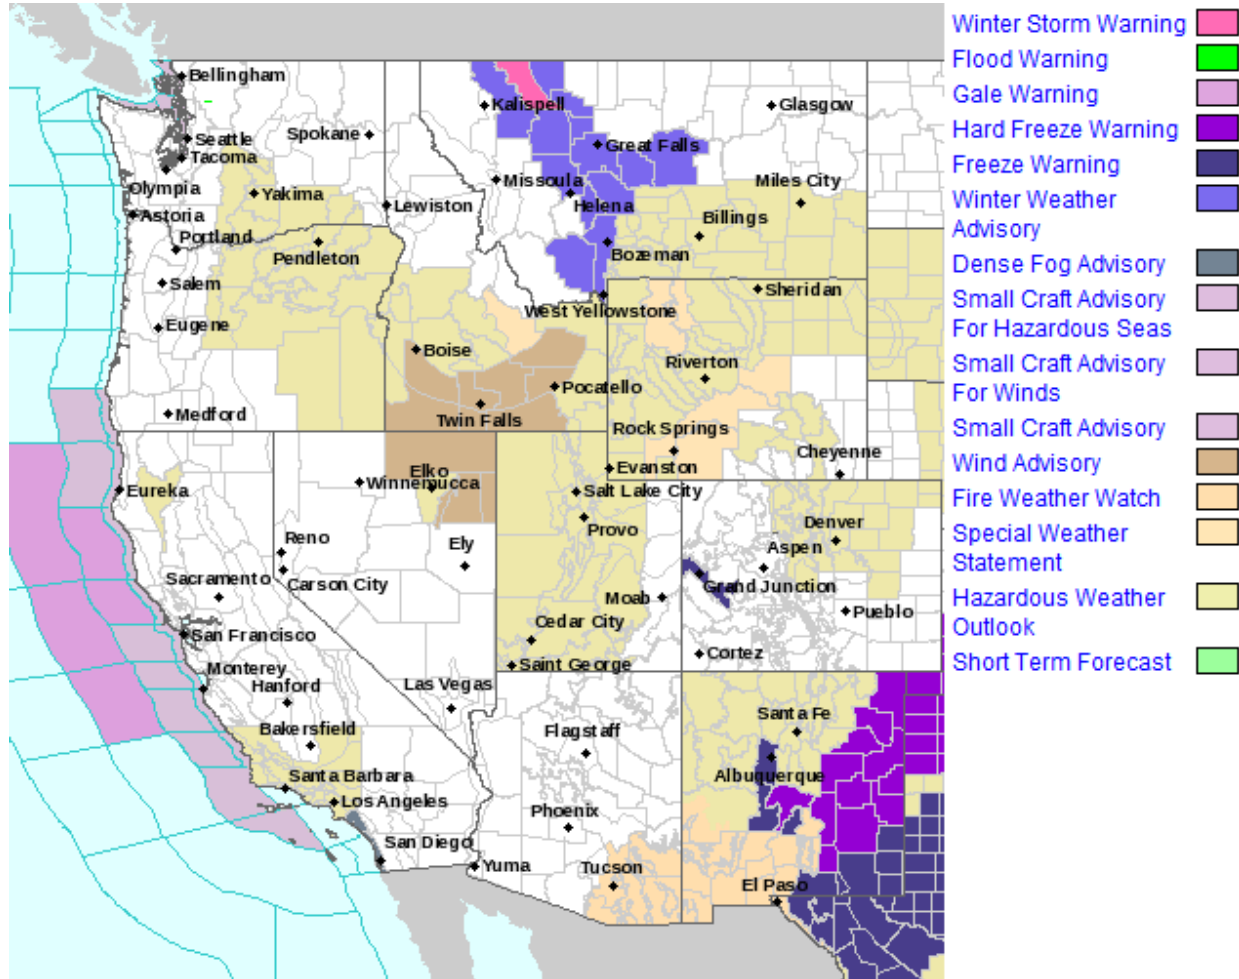 Bellingham
Seattle
Tacoma
Olympia
Spokane
Yakima
Astoria
Portland
Pendleton
Salem
Eugene
Medford
Lewiston
Kalispell
Missoula
Great Falls
Helena
Bozeman
Glasgow
Miles City
Billings
West Yellowstone
Sheridan
Boise
Pocatello
Twin Falls
Riverton
Rock Springs
Cheyenne
Evanston
Eureka
Winnemucca
Elko
Salt Lake City
Provo
Reno
Ely
Carson City
Sacramento
San Francisco
Monterey
Hanford
Bakersfield
Las Vegas
Moab
Cedar City
Saint George
Denver
Aspen
Grand Junction
Pueblo
Cortez
Santa Barbara
Los Angeles
San Diego
Yuma
Flagstaff
Phoenix
Tucson
Santa Fe
Albuquerque
El Paso
Winter Storm Warning
Flood Warning
Gale Warning
Hard Freeze Warning
Freeze Warning
Winter Weather
Advisory
Dense Fog Advisory
Small Craft Advisory
For Hazardous Seas
Small Craft Advisory
For Winds
Small Craft Advisory
Wind Advisory
Fire Weather Watch
Special Weather
Statement
Hazardous Weather
Outlook
Short Term Forecast